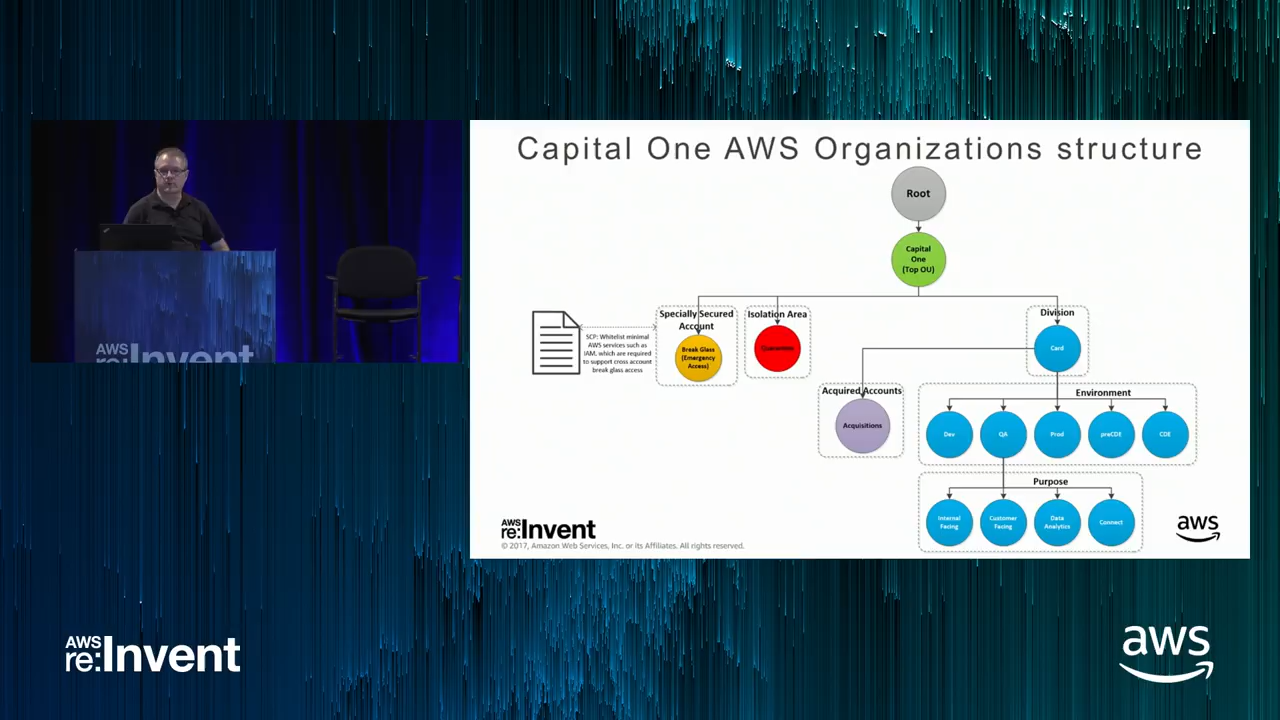 Capital One AWS Organizations structure
Root
Capital
One
(Top OU)
Specially Secured
Account
Isolation Area
Division
SCP: Whitelist minimal
AWS services such as
IAM, which are required
to support cross account
break glass access
Break Glass
(Emergency
Access)
Quarantine
Card
Acquired Accounts
Acquisitions
Environment
Dev
QA
Prod
preCDE
CDE
Purpose
Internal
Facing
Customer
Facing
Data
Analytics
Connect
AWS
re:Invent
© 2017, Amazon Web Services, Inc. or its Affiliates. All rights reserved.
aws
AWS
re:Invent
AWS
re:Invent
aws